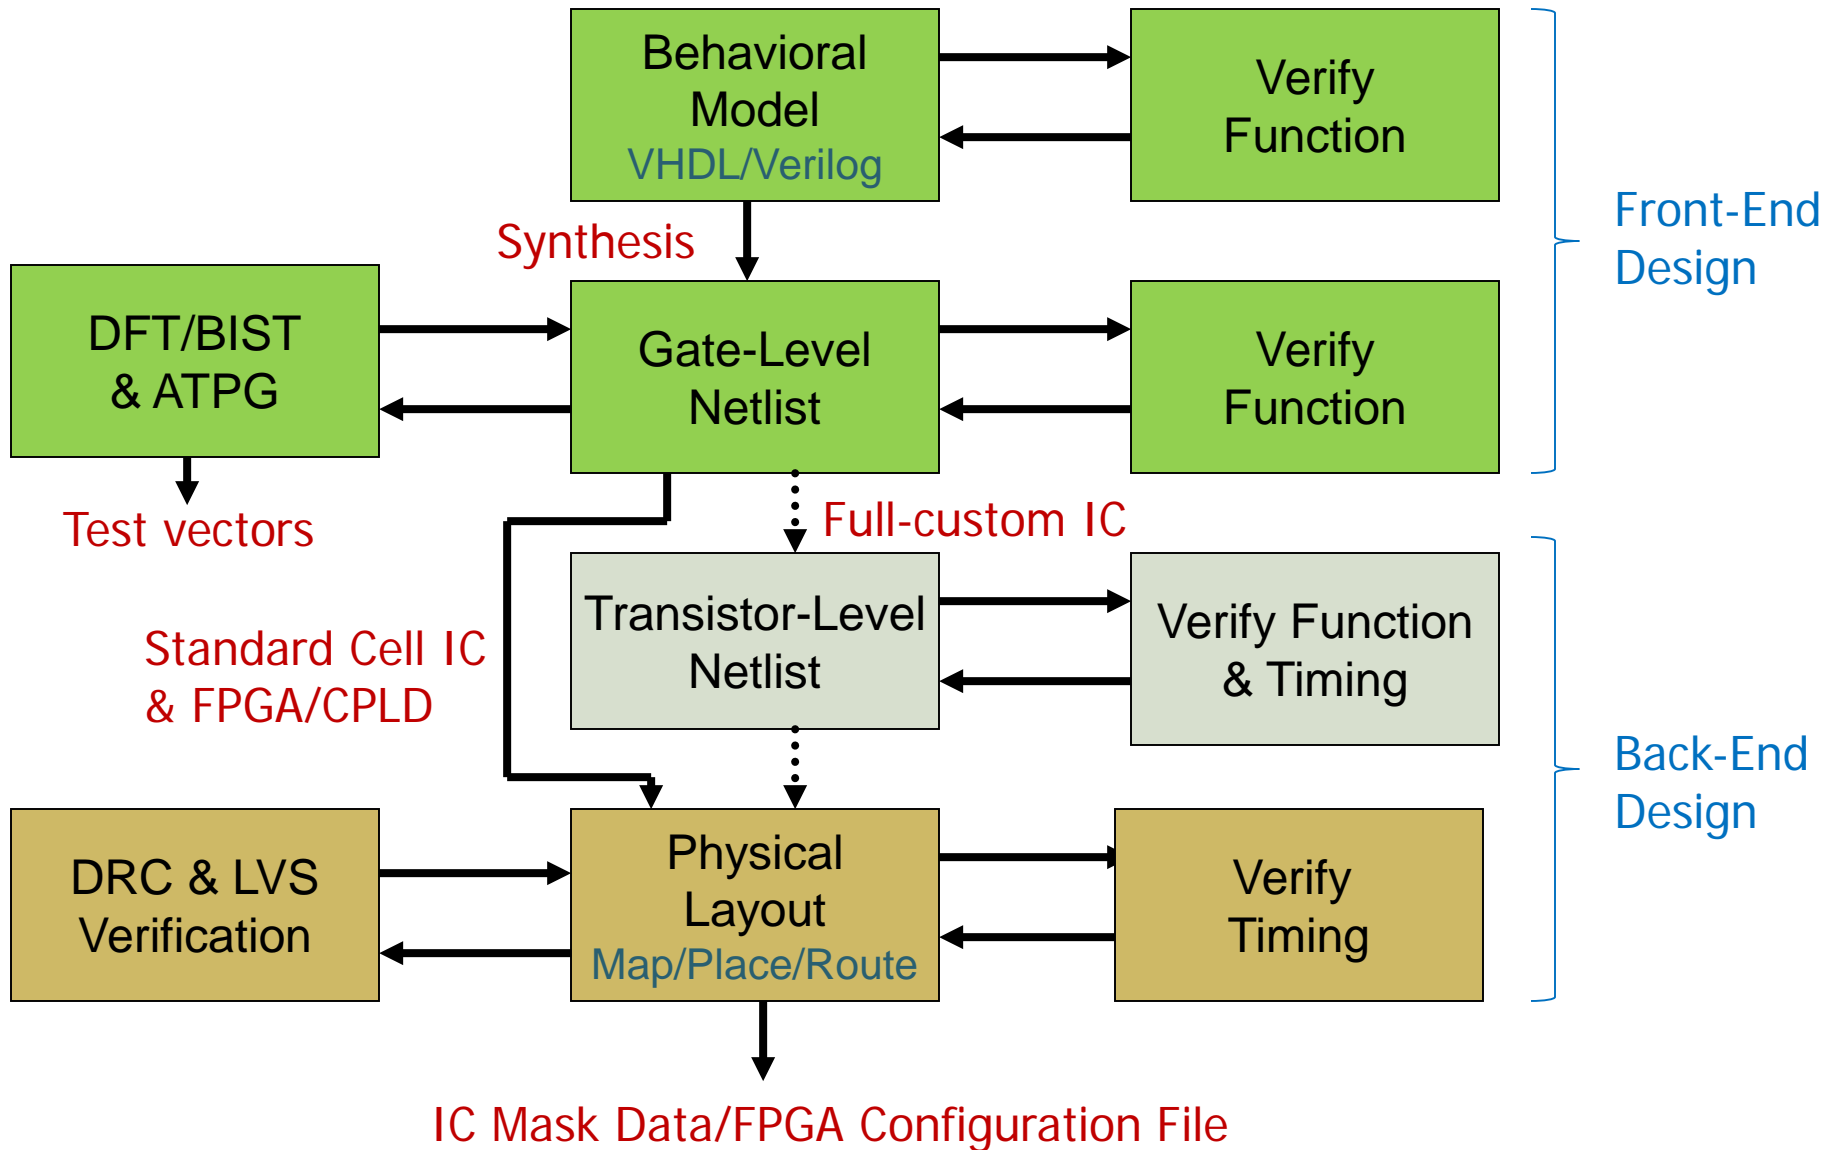 Behavioral
Model
VHDL/Verilog
Verify
Function
Front-End
Design
Synthesis
DFT/BIST
& ATPG
Gate-Level
Netlist
Verify
Function
Test vectors
Full-custom IC
Standard Cell IC
& FPGA/CPLD
Transistor-Level
Netlist
Verify Function
& Timing
Back-End
Design
DRC & LVS
Verification
Physical
Layout
Map/Place/Route
Verify
Timing
IC Mask Data/FPGA Configuration File